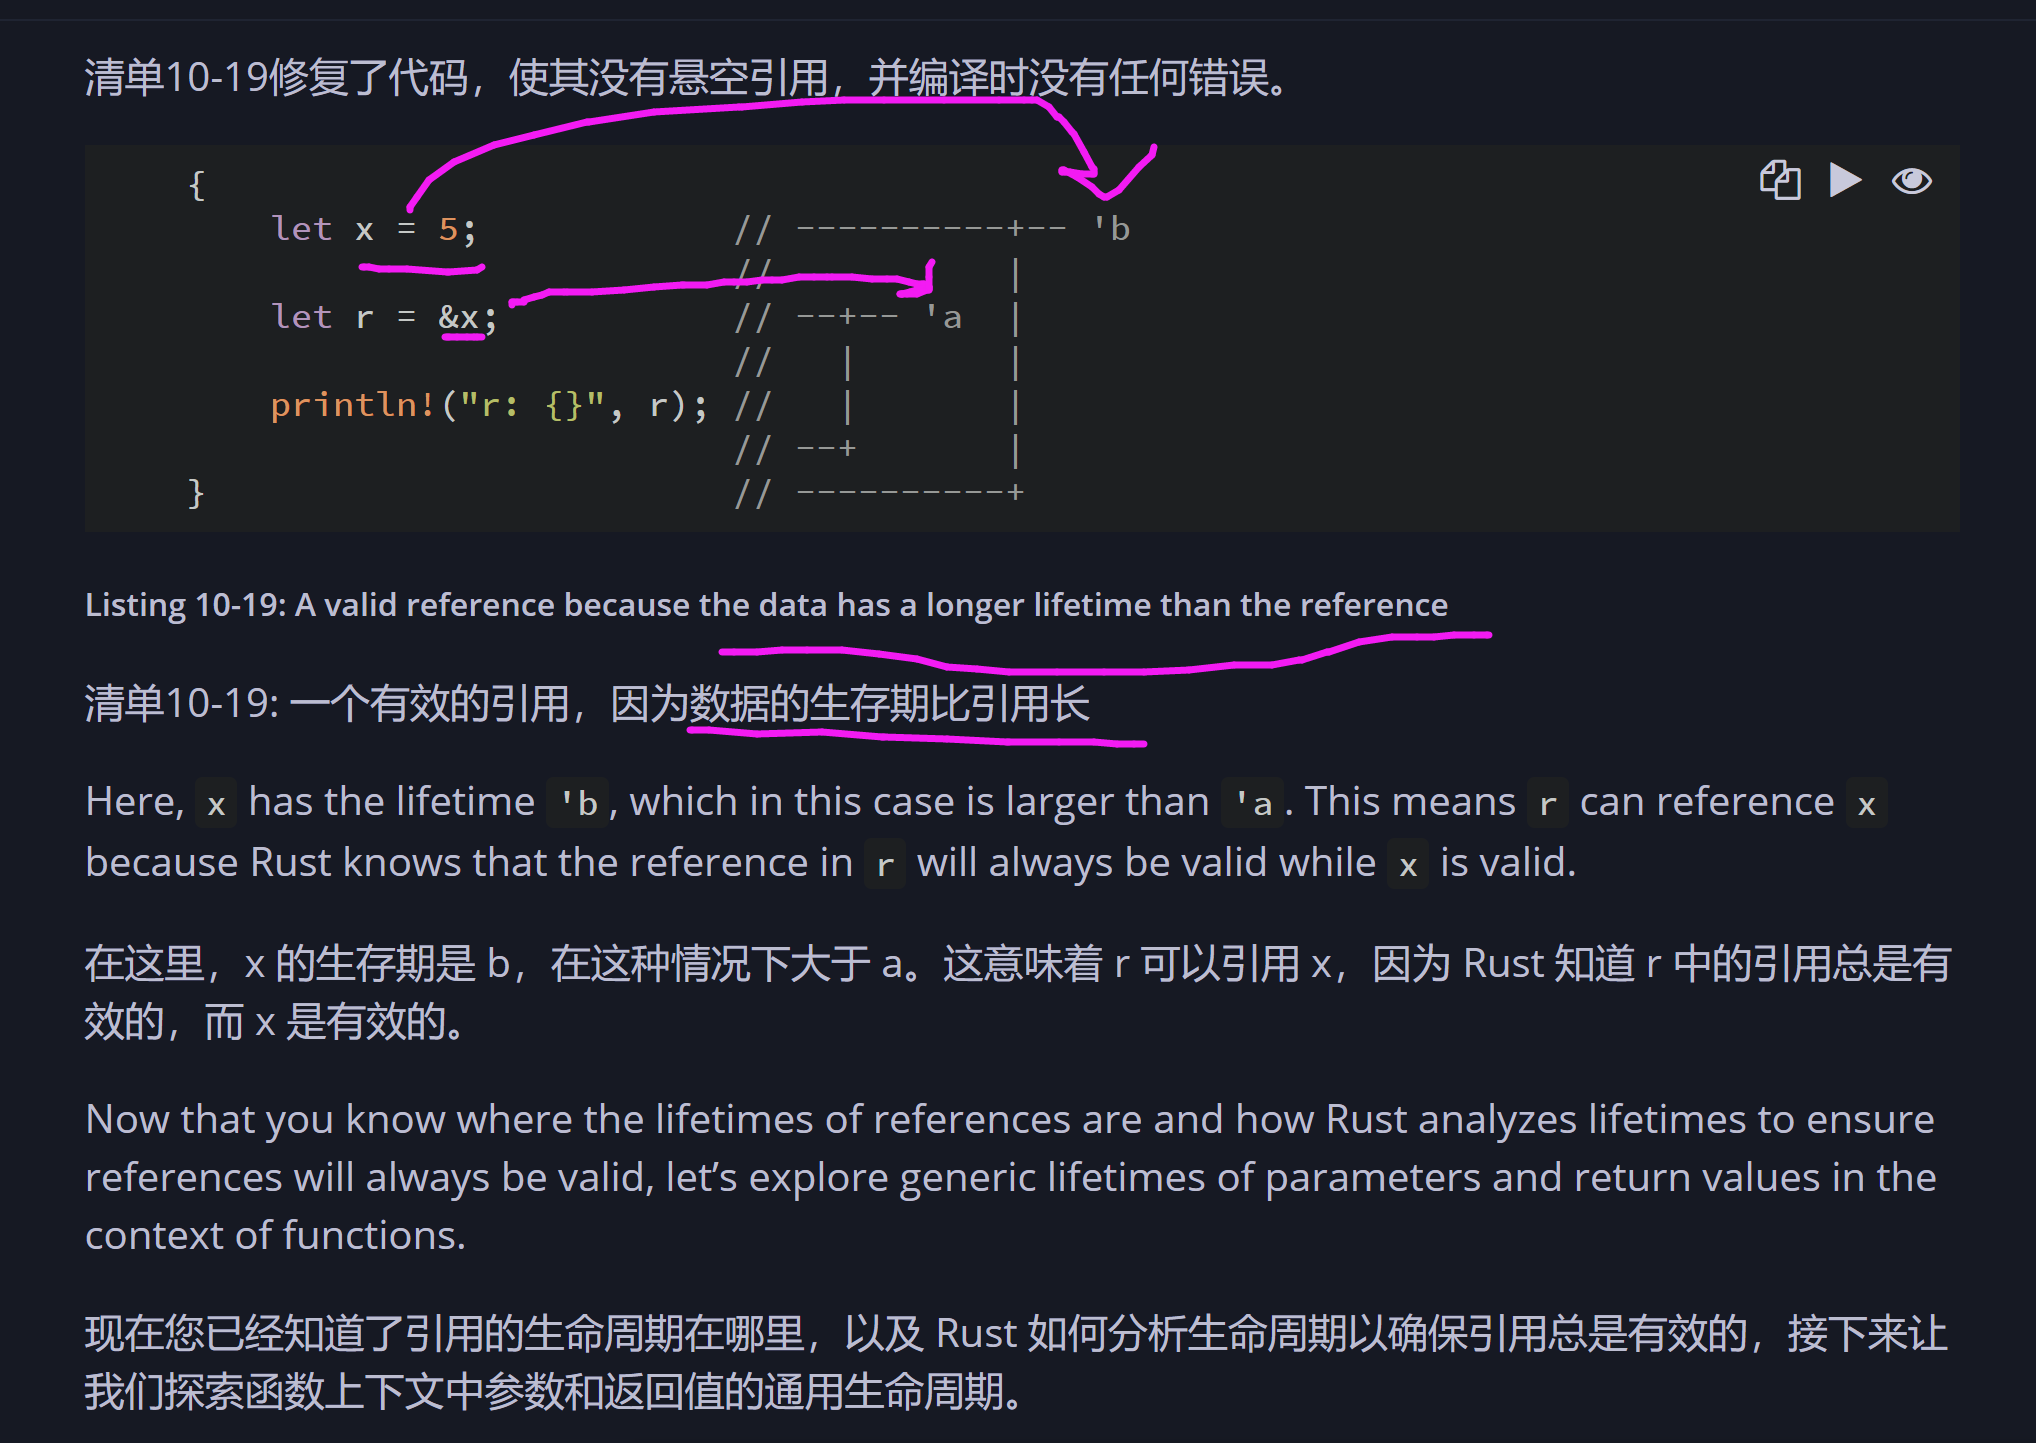 清单10-19修复了代码，使其没有悬空引用，并编译时没有任何错误。
{
let x = 5;           // ----------+-- 'b
//           |
let r = &x;          // --+-- 'a  |
//   |       |
println!("r: {}", r); //   |       |
// --+       |
}                         // ----------+
Listing 10-19: A valid reference because the data has a longer lifetime than the reference
清单10-19: 一个有效的引用，因为数据的生存期比引用长
Here, x has the lifetime 'b, which in this case is larger than 'a. This means r can reference x
because Rust knows that the reference in r will always be valid while x is valid.
在这里，x 的生存期是 b，在这种情况下大于 a。这意味着 r 可以引用 x，因为 Rust 知道 r 中的引用总是有
效的，而 x 是有效的。
Now that you know where the lifetimes of references are and how Rust analyzes lifetimes to ensure
references will always be valid, let’s explore generic lifetimes of parameters and return values in the
context of functions.
现在您已经知道了引用的生命周期在哪里，以及 Rust 如何分析生命周期以确保引用总是有效的，接下来让
我们探索函数上下文中参数和返回值的通用生命周期。